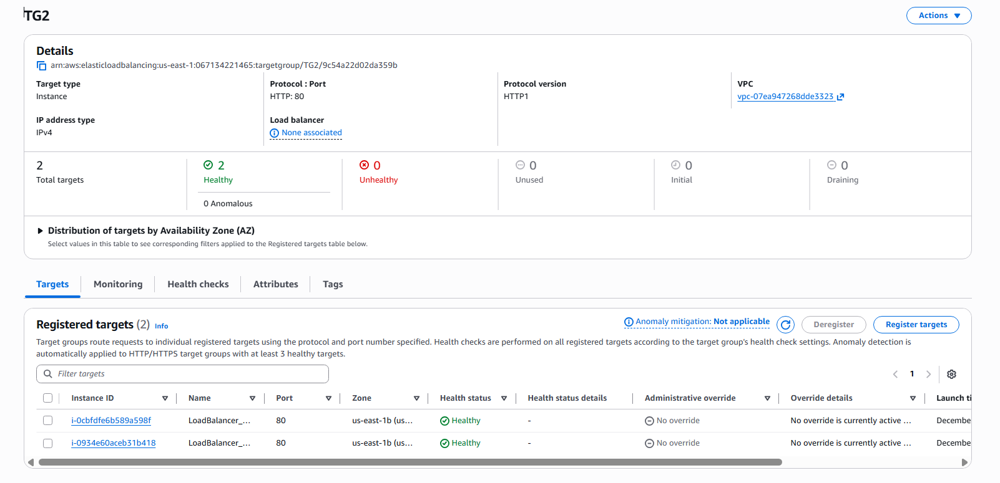 TG2
Actions
Details
arn:aws:elasticloadbalancing:us-east-1:067134221465:targetgroup/TG2/9c54a22d02da359b
Target type
Instance
Protocol : Port
HTTP: 80
Protocol version
HTTP1
VPC
vpc-07ea947268dde3323
IP address type
IPv4
Load balancer
None associated
2
Total targets
2
Healthy
0 Anomalous
0
Unhealthy
0
Unused
0
Initial
0
Draining
Distribution of targets by Availability Zone (AZ)
Select values in this table to see corresponding filters applied to the Registered targets table below.
Targets
Monitoring
Health checks
Attributes
Tags
Registered targets (2) Info
Anomaly mitigation: Not applicable
Deregister
Register targets
Target groups route requests to individual registered targets using the protocol and port number specified. Health checks are performed on all registered targets according to the target group's health check settings. Anomaly detection is
automatically applied to HTTP/HTTPS target groups with at least 3 healthy targets.
Filter targets
1
Instance ID Name Port Zone Health status Health status details Administrative override Override details Launch ti
i-0cbfdfe6b589a598f LoadBalancer_... 80 us-east-1b (us... Healthy - No override No override is currently active ... Decembe
i-0934e60aceb31b418 LoadBalancer_... 80 us-east-1b (us... Healthy - No override No override is currently active ... Decembe